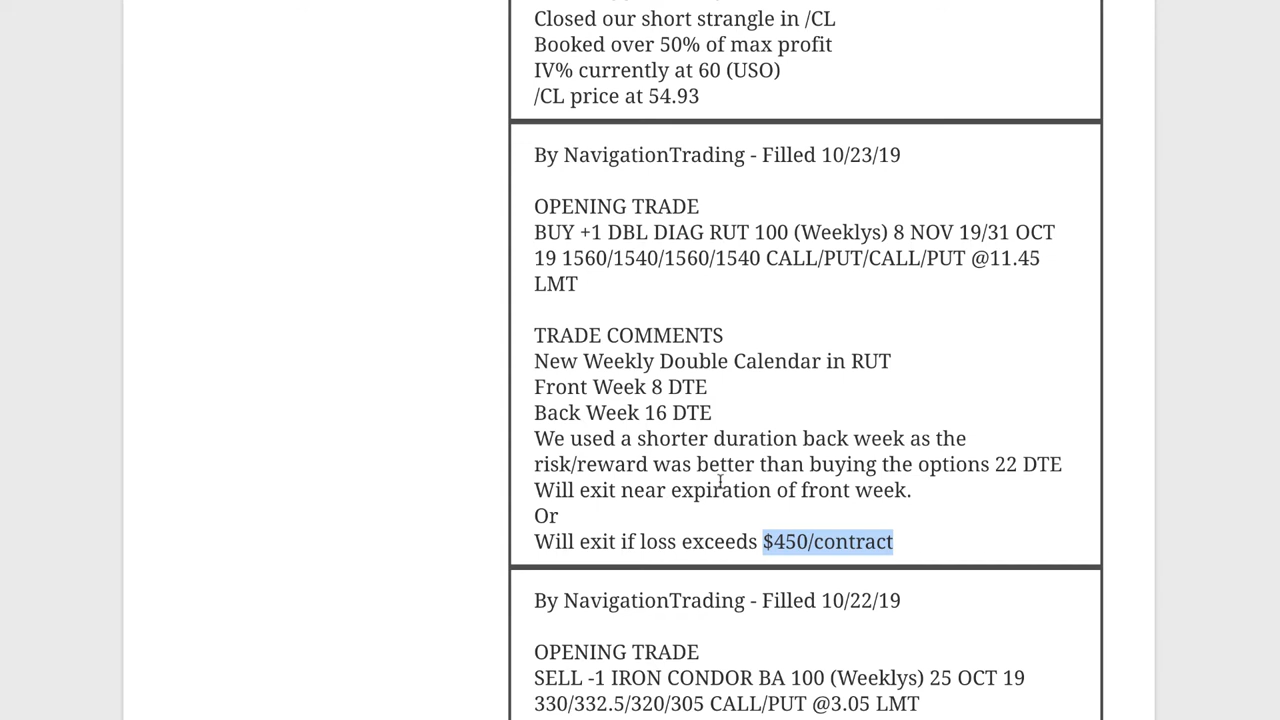 Closed our short strangle in /CL
Booked over 50% of max profit
IV% currently at 60 (USO)
/CL price at 54.93
By NavigationTrading - Filled 10/23/19
OPENING TRADE
BUY +1 DBL DIAG RUT 100 (Weeklys) 8 NOV 19/31 OCT
19 1560/1540/1560/1540 CALL/PUT/CALL/PUT @11.45
LMT
TRADE COMMENTS
New Weekly Double Calendar in RUT
Front Week 8 DTE
Back Week 16 DTE
We used a shorter duration back week as the
risk/reward was better than buying the options 22 DTE
Will exit near expiration of front week.
Or
Will exit if loss exceeds $450/contract
By NavigationTrading - Filled 10/22/19
OPENING TRADE
SELL -1 IRON CONDOR BA 100 (Weeklys) 25 OCT 19
330/332.5/320/305 CALL/PUT @3.05 LMT